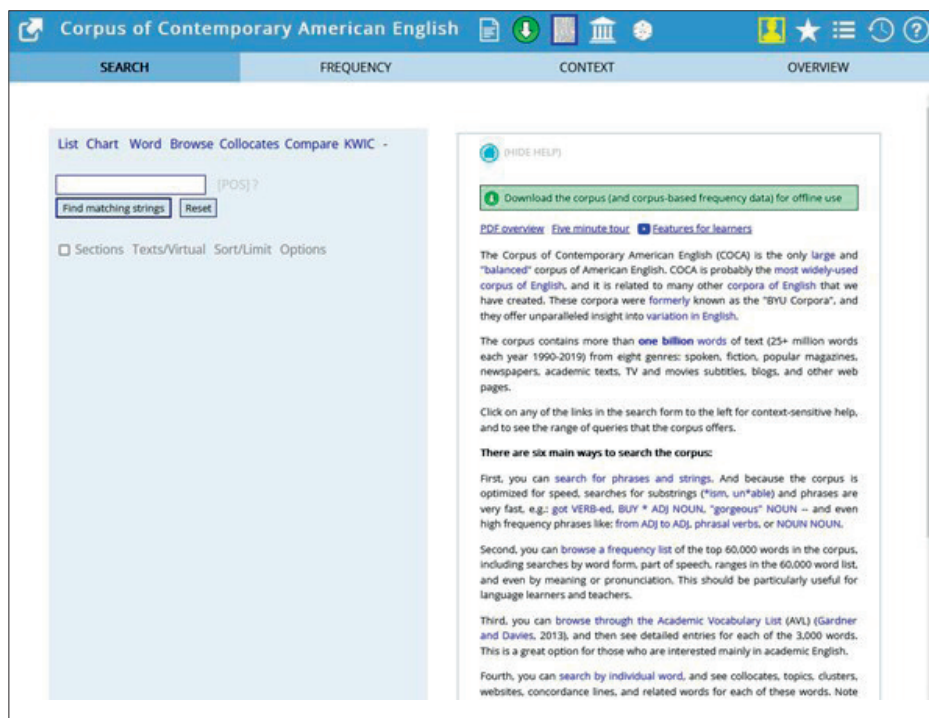 Corpus of Contemporary American English
SEARCH FREQUENCY CONTEXT OVERVIEW
List Chart Word Browse Collocates Compare KWIC -
[POS] ?
Find matching strings Reset
Sections Texts/Virtual Sort/Limit Options
(HIDE HELP)
Download the corpus (and corpus-based frequency data) for offline use
PDF overview Five minute tour Features for learners
The Corpus of Contemporary American English (COCA) is the only large and
"balanced" corpus of American English. COCA is probably the most widely-used
corpus of English, and it is related to many other corpora of English that we
have created. These corpora were formerly known as the "BYU Corpora", and
they offer unparalleled insight into variation in English.
The corpus contains more than one billion words of text (25+ million words
each year 1990-2019) from eight genres: spoken, fiction, popular magazines,
newspapers, academic texts, TV and movies subtitles, blogs, and other web
pages.
Click on any of the links in the search form to the left for context-sensitive help,
and to see the range of queries that the corpus offers.
There are six main ways to search the corpus:
First, you can search for phrases and strings. And because the corpus is
optimized for speed, searches for substrings (*ism, un*able) and phrases are
very fast, e.g.: got VERB-ed, BUY * ADJ NOUN, "gorgeous" NOUN -- and even
high frequency phrases like: from ADJ to ADJ, phrasal verbs, or NOUN NOUN.
Second, you can browse a frequency list of the top 60,000 words in the corpus,
including searches by word form, part of speech, ranges in the 60,000 word list,
and even by meaning or pronunciation. This should be particularly useful for
language learners and teachers.
Third, you can browse through the Academic Vocabulary List (AVL) (Gardner
and Davies, 2013), and then see detailed entries for each of the 3,000 words.
This is a great option for those who are interested mainly in academic English.
Fourth, you can search by individual word, and see collocates, topics, clusters,
websites, concordance lines, and related words for each of these words. Note